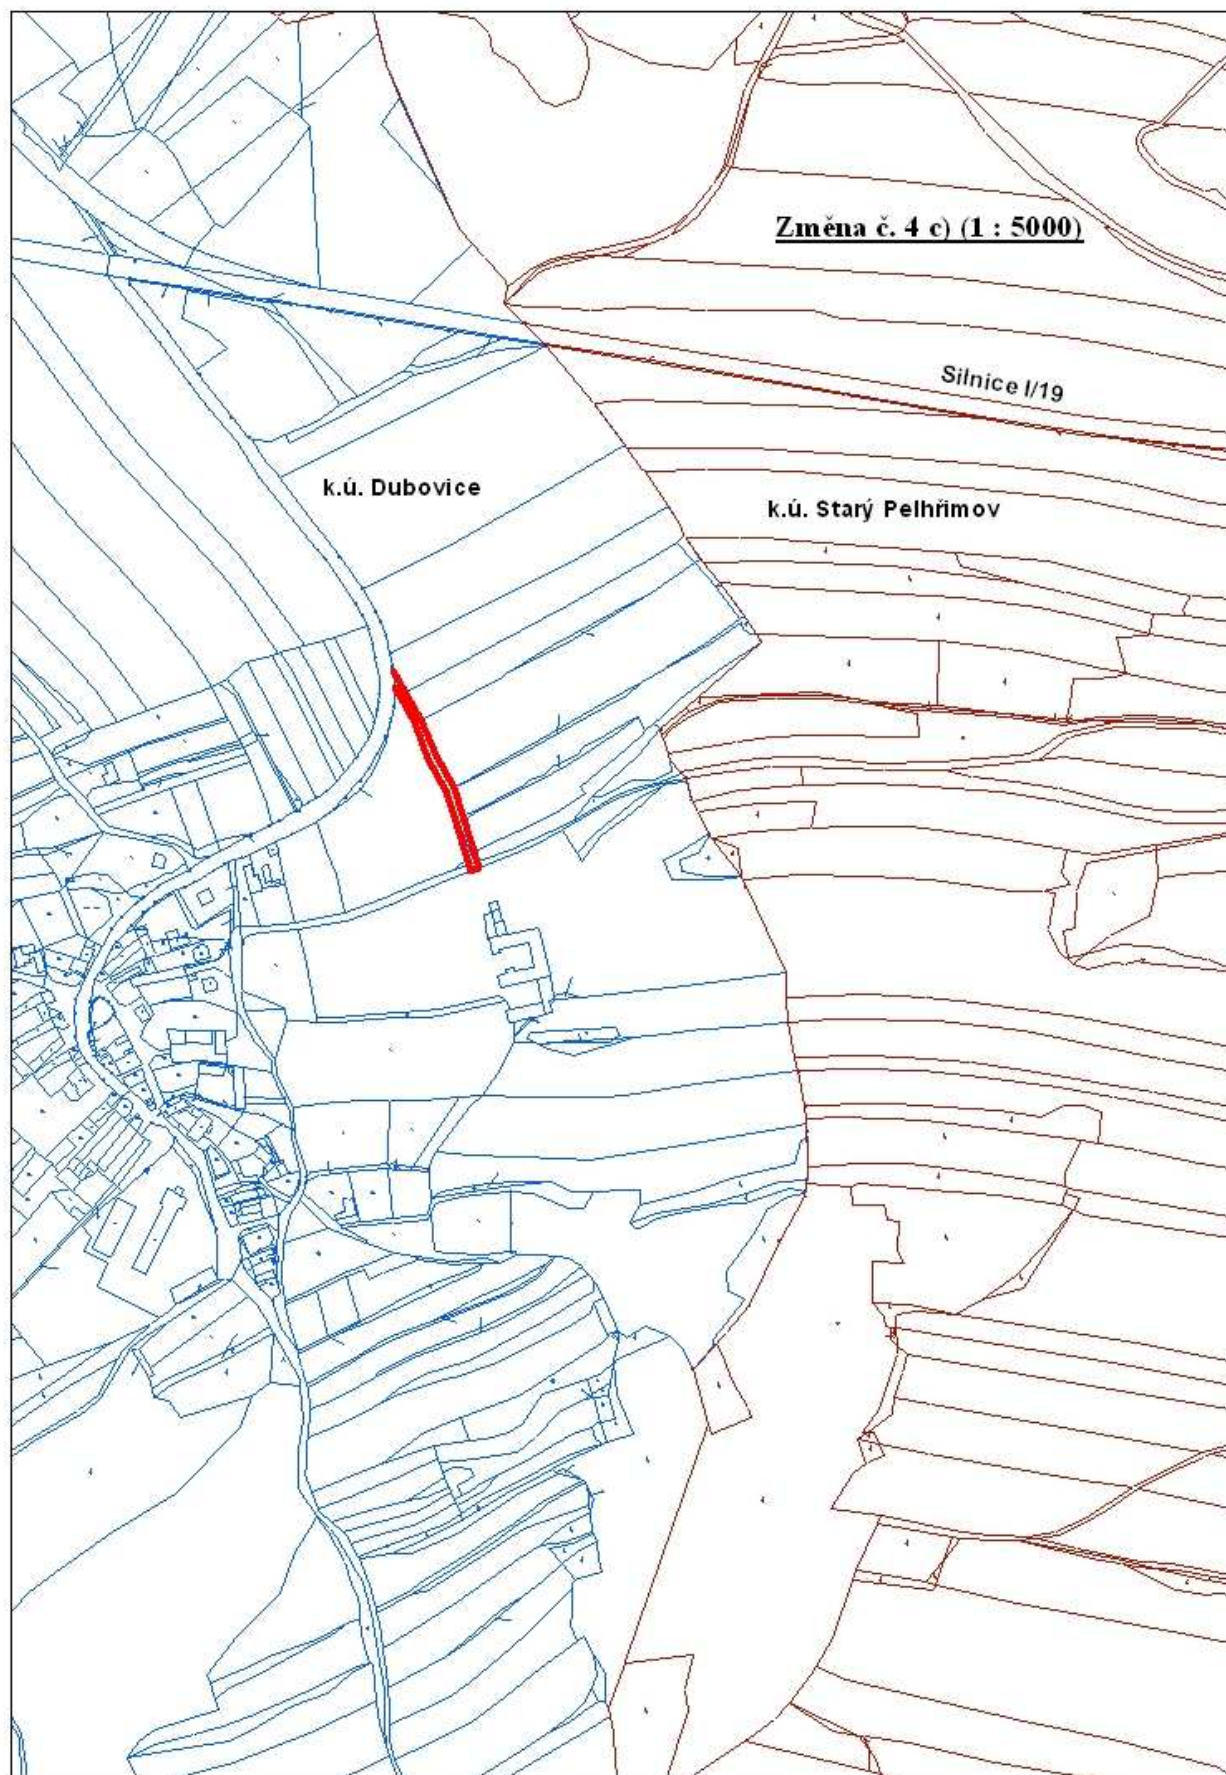 Změna č. 4 c) (1 : 5000)
Silnice I/19
k.ú. Dubovice
k.ú. Starý Pelhřimov